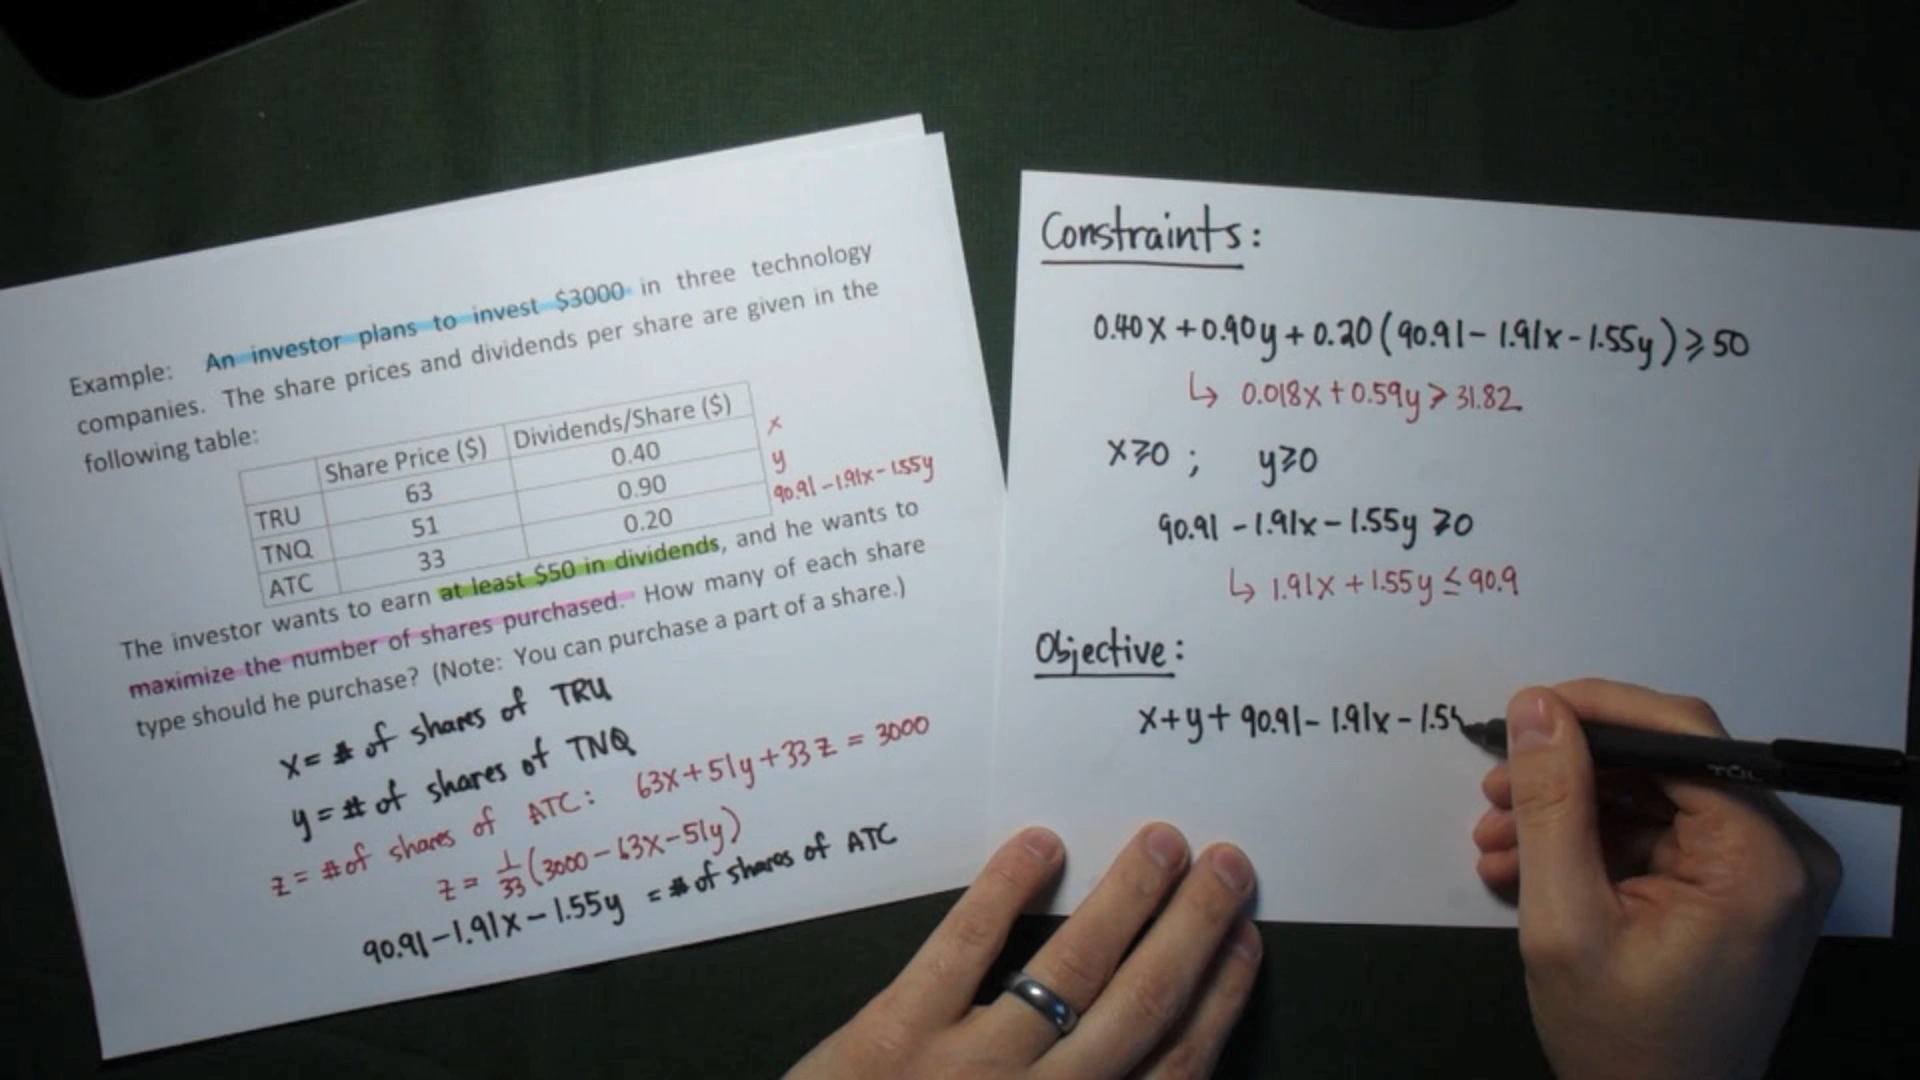 Example: An investor plans to invest $3000 in three technology
companies. The share prices and dividends per share are given in the
following table:
Share Price ($) Dividends/Share ($)
TRU 63 0.40 x
TNQ 51 0.90 y
ATC 33 0.20 90.91-1.91x-1.55y
The investor wants to earn at least $50 in dividends, and he wants to
maximize the number of shares purchased. How many of each share
type should he purchase? (Note: You can purchase a part of a share.)
x = # of shares of TRU
y = # of shares of TNQ
z = # of shares of ATC: 63x+51y+33z = 3000
z = 1/33 (3000-63x-51y)
90.91-1.91x-1.55y = # of shares of ATC
Constraints:
0.40x+0.90y+0.20(90.91-1.91x-1.55y)≥50
↳ 0.018x+0.59y≥31.82
x≥0; y≥0
90.91-1.91x-1.55y≥0
↳ 1.91x+1.55y≤90.9
Objective:
x+y+90.91-1.91x-1.5